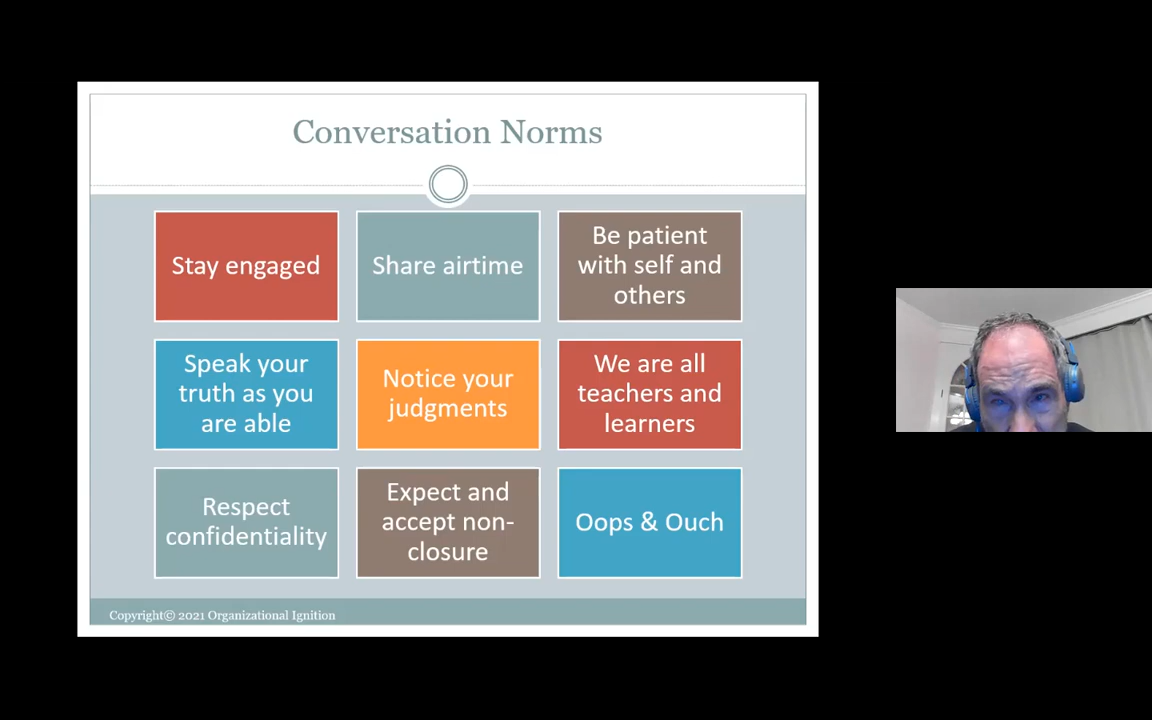 Conversation Norms
Stay engaged
Share airtime
Be patient
with self and
others
Speak your
truth as you
are able
Notice your
judgments
We are all
teachers and
learners
Respect
confidentiality
Expect and
accept non-
closure
Oops & Ouch
Copyright© 2021 Organizational Ignition